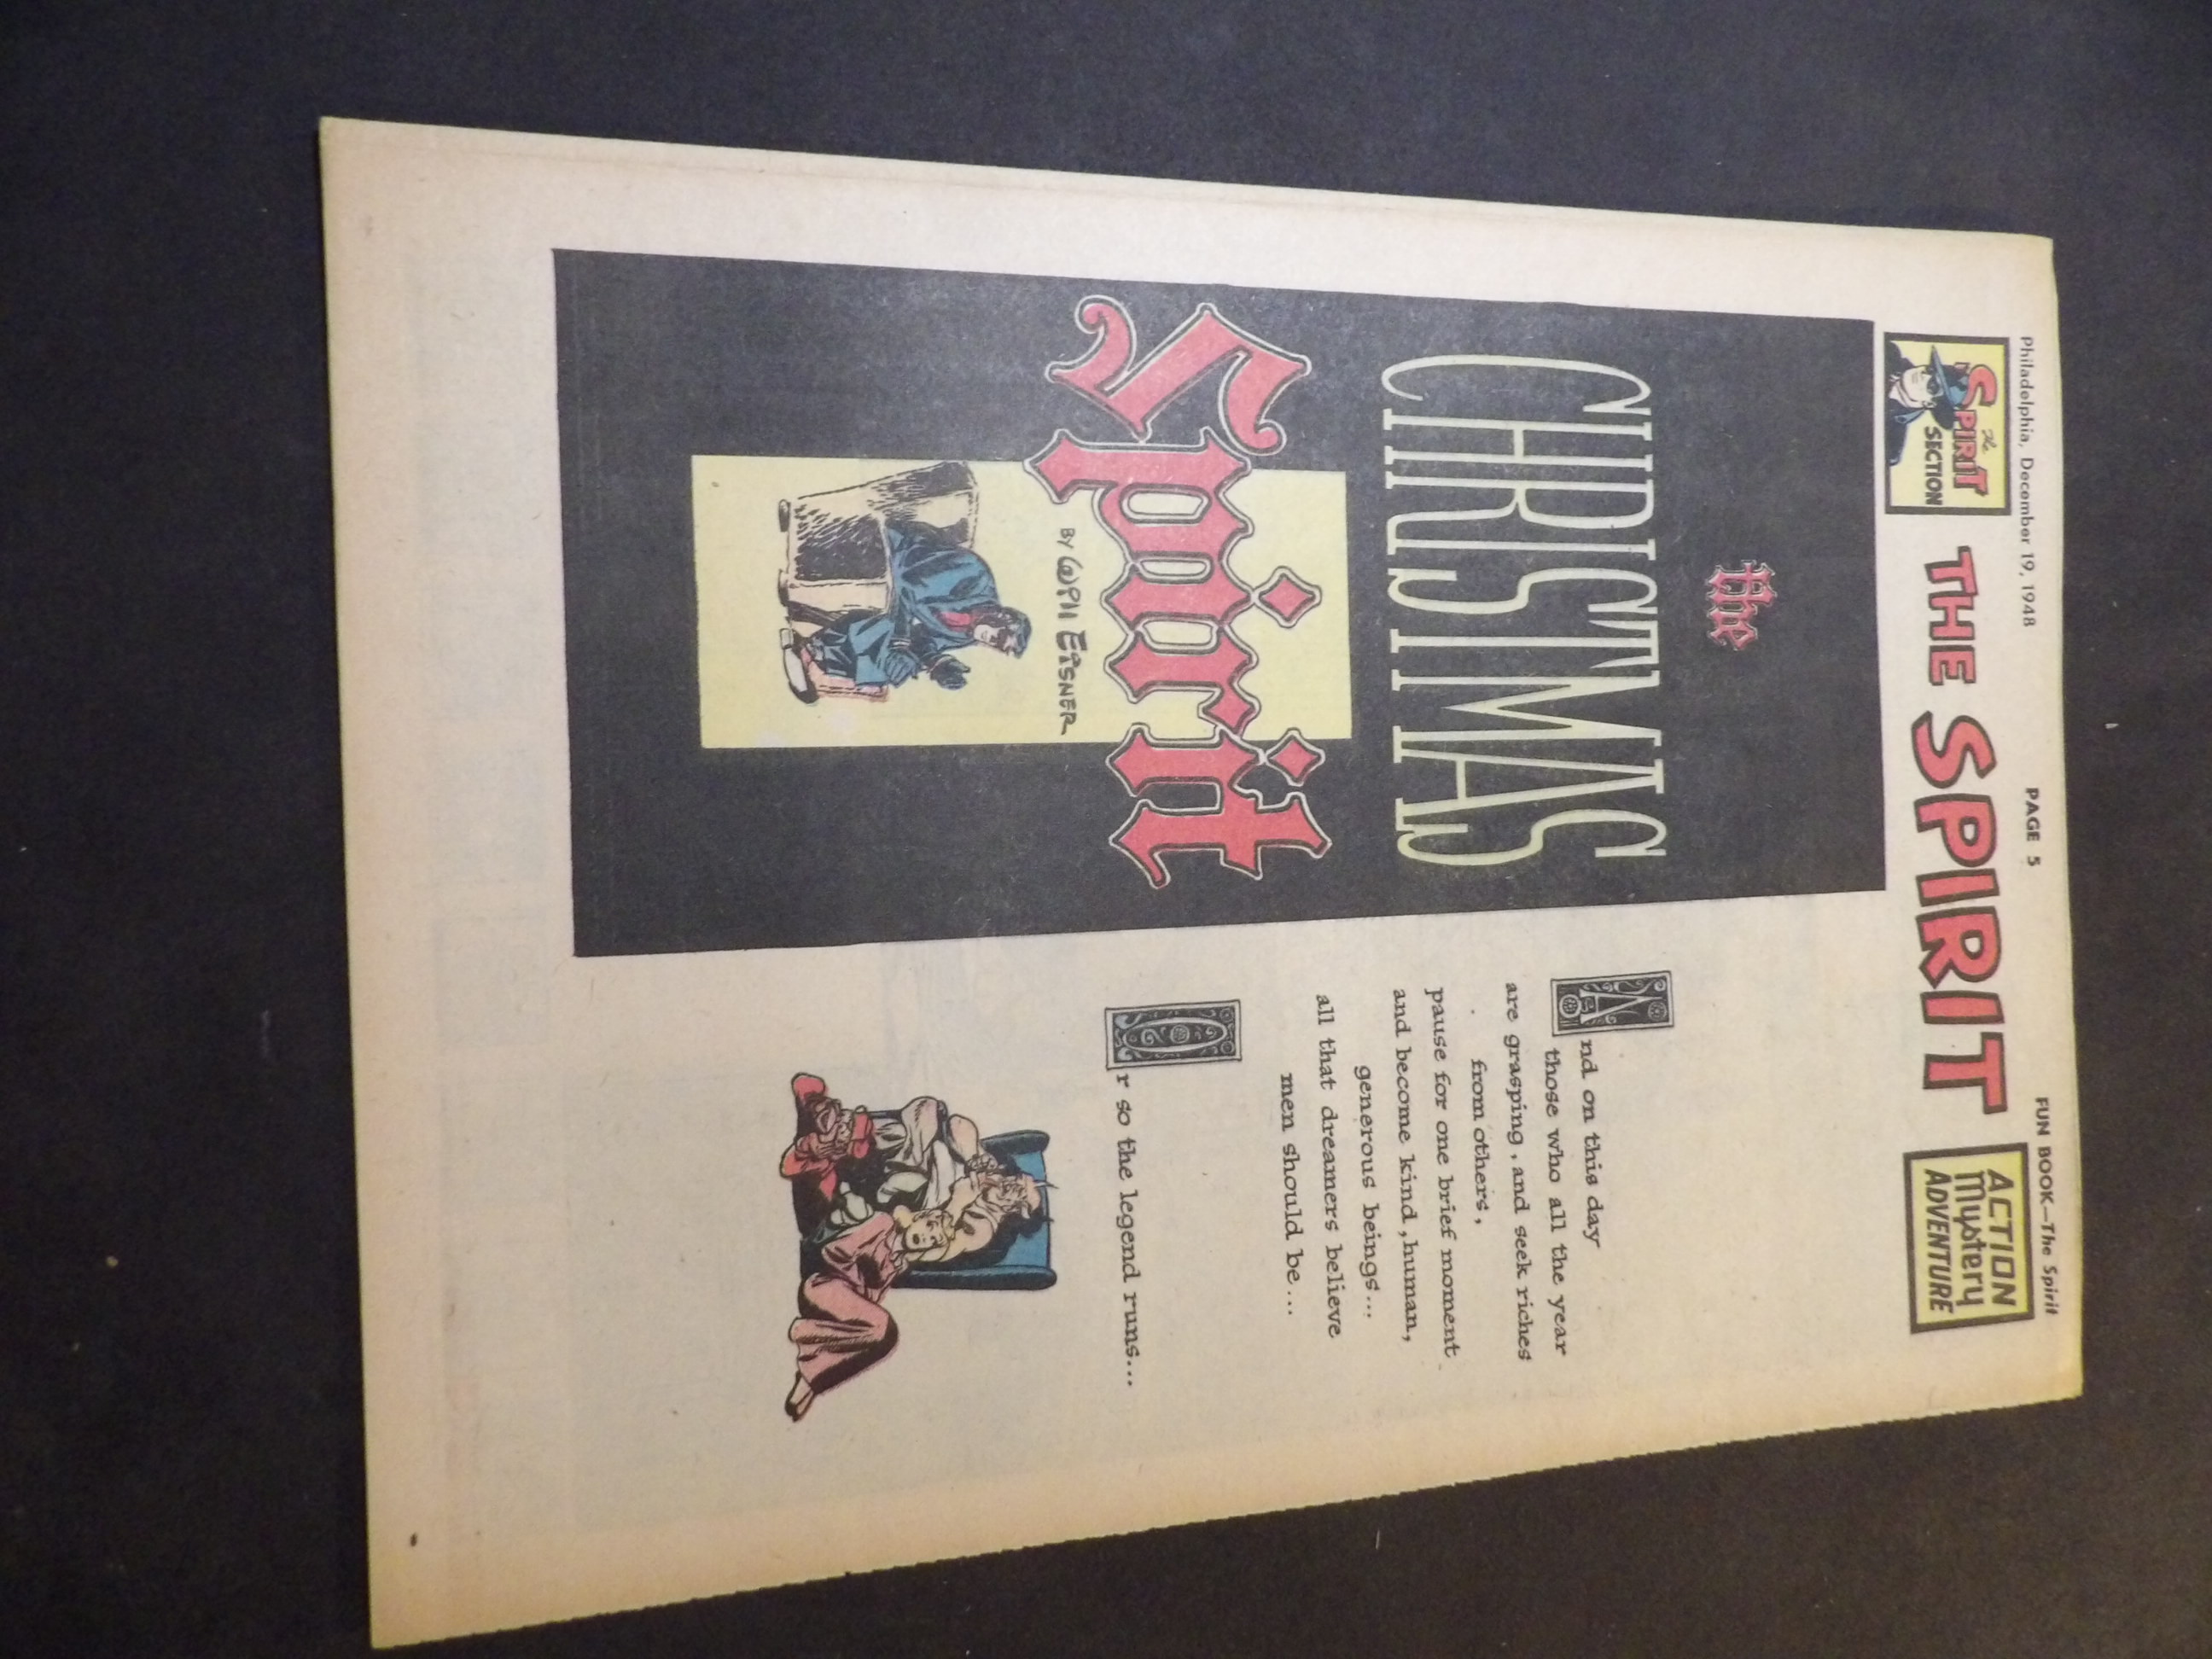 Philadelphia, December 19, 1948 PAGE 5 FUN BOOK—The Spirit
The SPIRIT SECTION
THE SPIRIT
ACTION
Mystery
ADVENTURE
the
CHRISTMAS
Spirit
BY WILL EISNER
And on this day
those who all the year
are grasping, and seek riches
from others,
pause for one brief moment
and become kind, human,
generous beings...
all that dreamers believe
men should be...
Or so the legend runs...